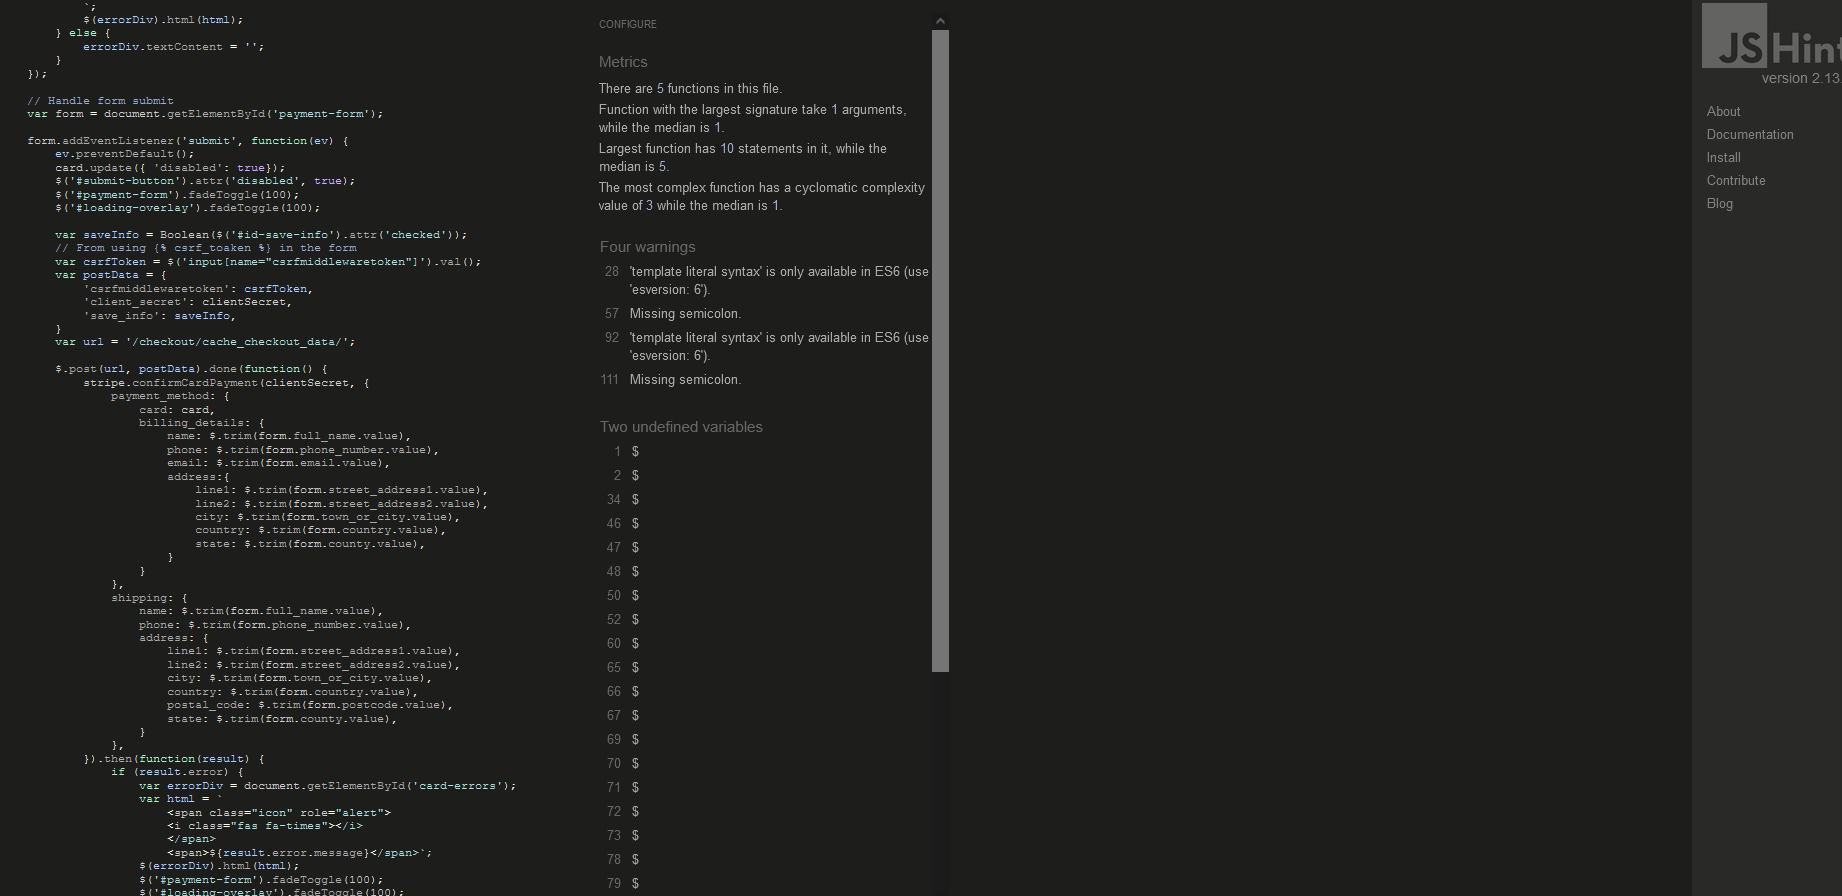 `;
$(errorDiv).html(html);
} else {
errorDiv.textContent = '';
}
});
// Handle form submit
var form = document.getElementById('payment-form');
form.addEventListener('submit', function(ev) {
ev.preventDefault();
card.update({ 'disabled': true});
$('#submit-button').attr('disabled', true);
$('#payment-form').fadeToggle(100);
$('#loading-overlay').fadeToggle(100);
var saveInfo = Boolean($('#id-save-info').attr('checked'));
// From using {% csrf_toaken %} in the form
var csrfToken = $('input[name="csrfmiddlewaretoken"]').val();
var postData = {
'csrfmiddlewaretoken': csrfToken,
'client_secret': clientSecret,
'save_info': saveInfo,
}
var url = '/checkout/cache_checkout_data/';
$.post(url, postData).done(function() {
stripe.confirmCardPayment(clientSecret, {
payment_method: {
card: card,
billing_details: {
name: $.trim(form.full_name.value),
phone: $.trim(form.phone_number.value),
email: $.trim(form.email.value),
address:{
line1: $.trim(form.street_address1.value),
line2: $.trim(form.street_address2.value),
city: $.trim(form.town_or_city.value),
country: $.trim(form.country.value),
state: $.trim(form.county.value),
}
}
},
shipping: {
name: $.trim(form.full_name.value),
phone: $.trim(form.phone_number.value),
address: {
line1: $.trim(form.street_address1.value),
line2: $.trim(form.street_address2.value),
city: $.trim(form.town_or_city.value),
country: $.trim(form.country.value),
postal_code: $.trim(form.postcode.value),
state: $.trim(form.county.value),
}
},
}).then(function(result) {
if (result.error) {
var errorDiv = document.getElementById('card-errors');
var html = `
<span class="icon" role="alert">
<i class="fas fa-times"></i>
</span>
<span>${result.error.message}</span>`;
$(errorDiv).html(html);
$('#payment-form').fadeToggle(100);
$('#loading-overlay').fadeToggle(100);
CONFIGURE
Metrics
There are 5 functions in this file.
Function with the largest signature take 1 arguments,
while the median is 1.
Largest function has 10 statements in it, while the
median is 5.
The most complex function has a cyclomatic complexity
value of 3 while the median is 1.
Four warnings
28 'template literal syntax' is only available in ES6 (use
'esversion: 6').
57 Missing semicolon.
92 'template literal syntax' is only available in ES6 (use
'esversion: 6').
111 Missing semicolon.
Two undefined variables
1 $
2 $
34 $
46 $
47 $
48 $
50 $
52 $
60 $
65 $
66 $
67 $
69 $
70 $
71 $
72 $
73 $
78 $
79 $
JSHint
version 2.13
About
Documentation
Install
Contribute
Blog